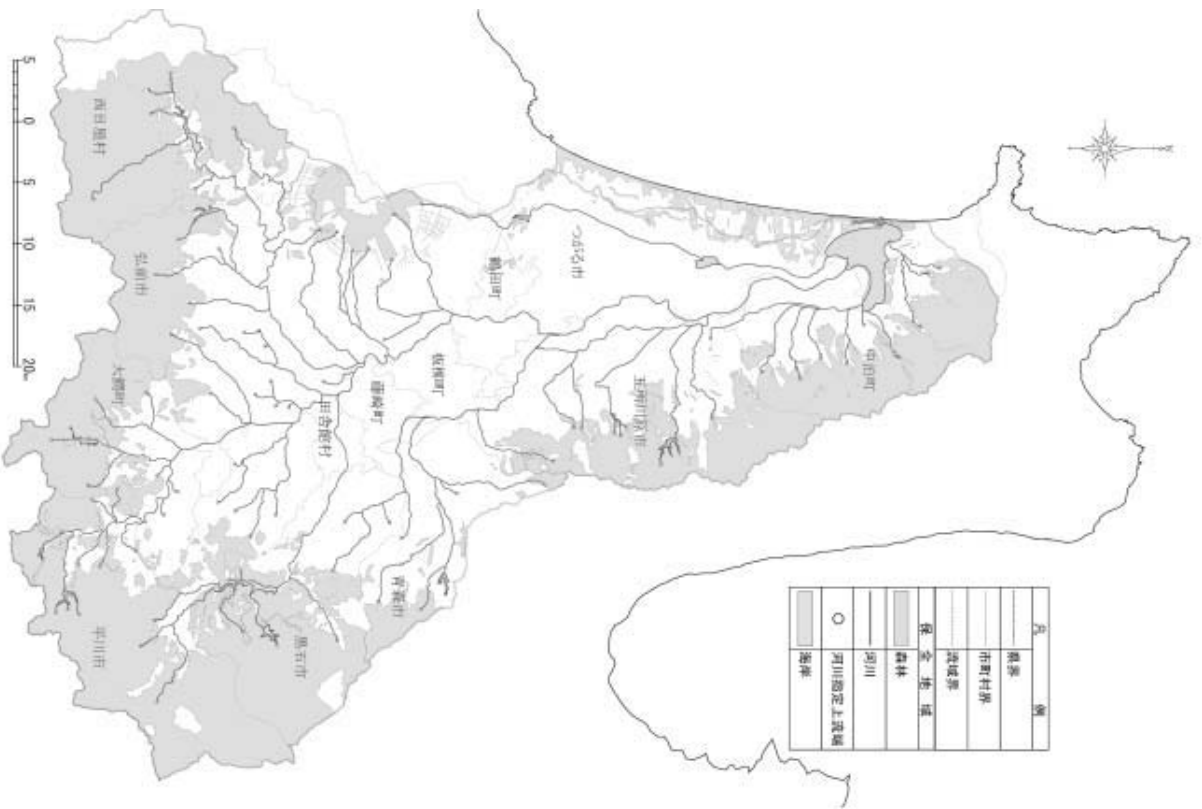 N
中泊町
つがる市
五所川原市
鶴田町
板柳町
藤崎町
青森市
田舎館村
黒石市
西目屋村
弘前市
大鰐町
平川市
凡 例
県界
市町村界
流域界
保全地域
森林
河川
河川指定上流端
海岸
5 0 5 10 15 20